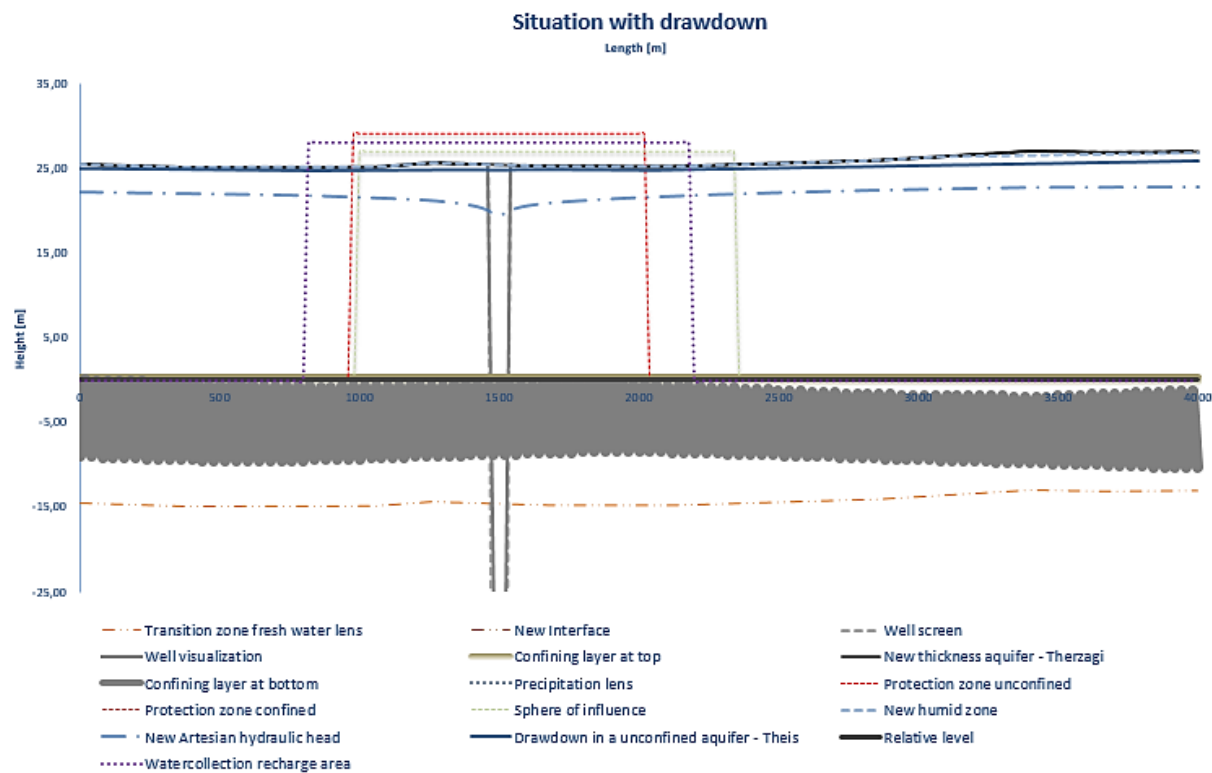 Situation with drawdown
Length [m]
35,00
25,00
15,00
5,00
-5,00
-15,00
-25,00
Height [m]
0 500 1000 1500 2000 2500 3000 3500 4000
Transition zone fresh water lens New Interface Well screen
Well visualization Confining layer at top New thickness aquifer - Therzagi
Confining layer at bottom Precipitation lens Protection zone unconfined
Protection zone confined Sphere of influence New humid zone
New Artesian hydraulic head Drawdown in a unconfined aquifer - Theis Relative level
Watercollection recharge area